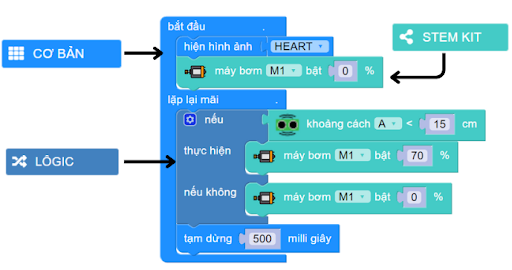 bắt đầu
STEM KIT
CƠ BẢN
hiện hình ảnh HEART
máy bơm M1 bật 0 %
lặp lại mãi
nếu khoảng cách A < 15 cm
LÔGIC
thực hiện máy bơm M1 bật 70 %
nếu không máy bơm M1 bật 0 %
tạm dừng 500 milli giây